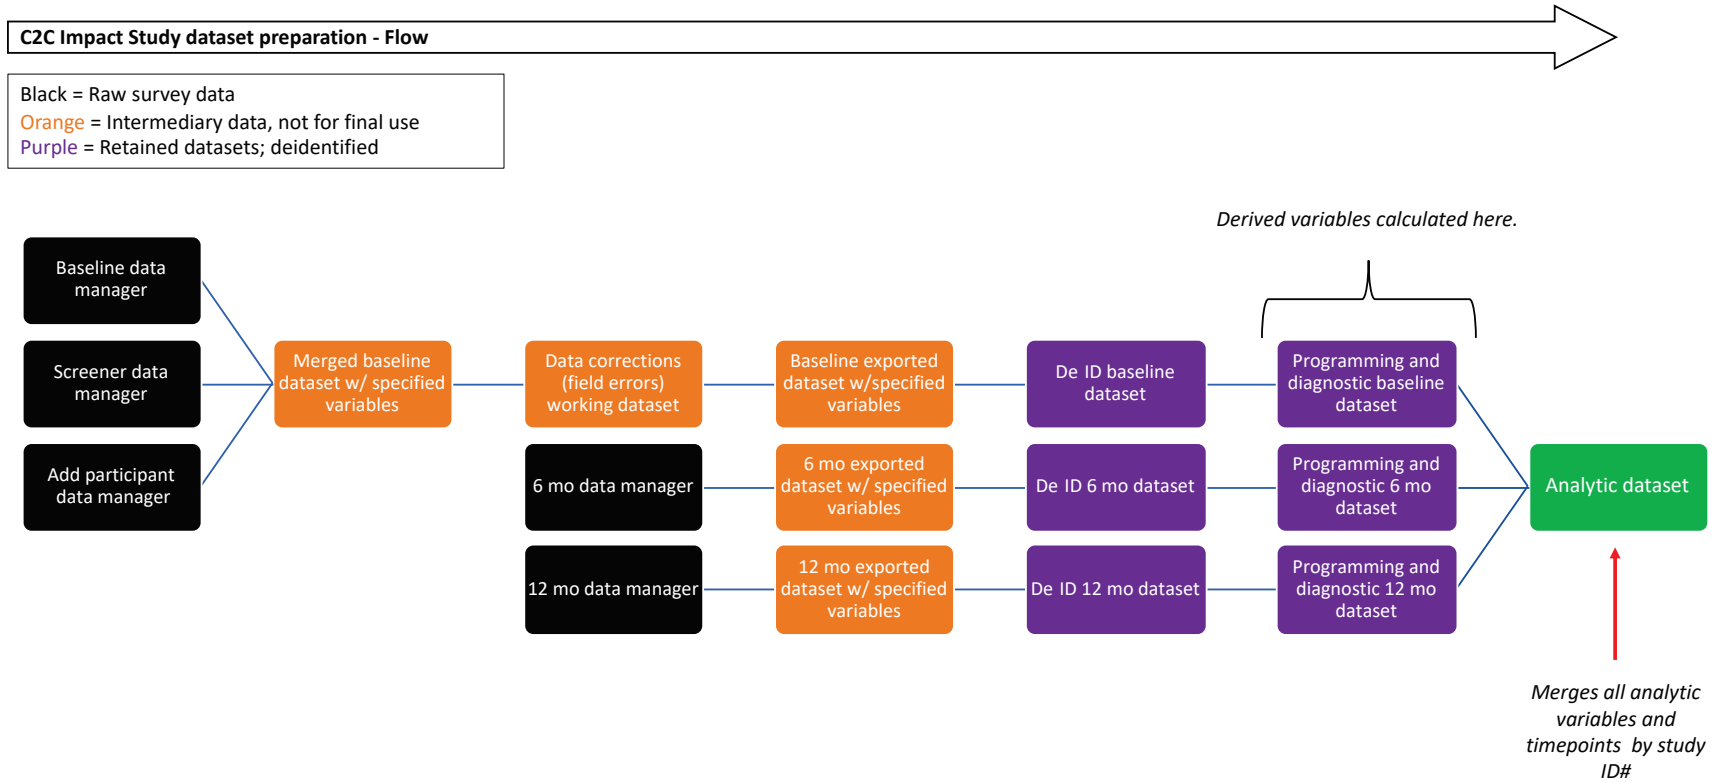 C2C Impact Study dataset preparation - Flow
Black = Raw survey data
Orange = Intermediary data, not for final use
Purple = Retained datasets; deidentified
Derived variables calculated here.
Baseline data
manager
Screener data
manager
Add participant
data manager
Merged baseline
dataset w/ specified
variables
Data corrections
(field errors)
working dataset
Baseline exported
dataset w/specified
variables
De ID baseline
dataset
Programming and
diagnostic baseline
dataset
6 mo data manager
6 mo exported
dataset w/ specified
variables
De ID 6 mo dataset
Programming and
diagnostic 6 mo
dataset
12 mo data manager
12 mo exported
dataset w/ specified
variables
De ID 12 mo dataset
Programming and
diagnostic 12 mo
dataset
Analytic dataset
Merges all analytic
variables and
timepoints by study
ID#